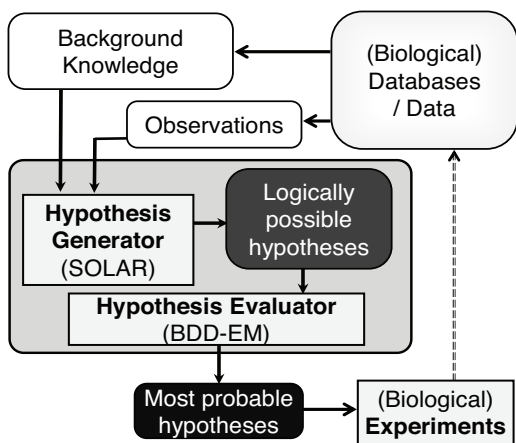 Background
Knowledge
(Biological)
Databases
/ Data
Observations
Hypothesis
Generator
(SOLAR)
Logically
possible
hypotheses
Hypothesis Evaluator
(BDD-EM)
Most probable
hypotheses
(Biological)
Experiments